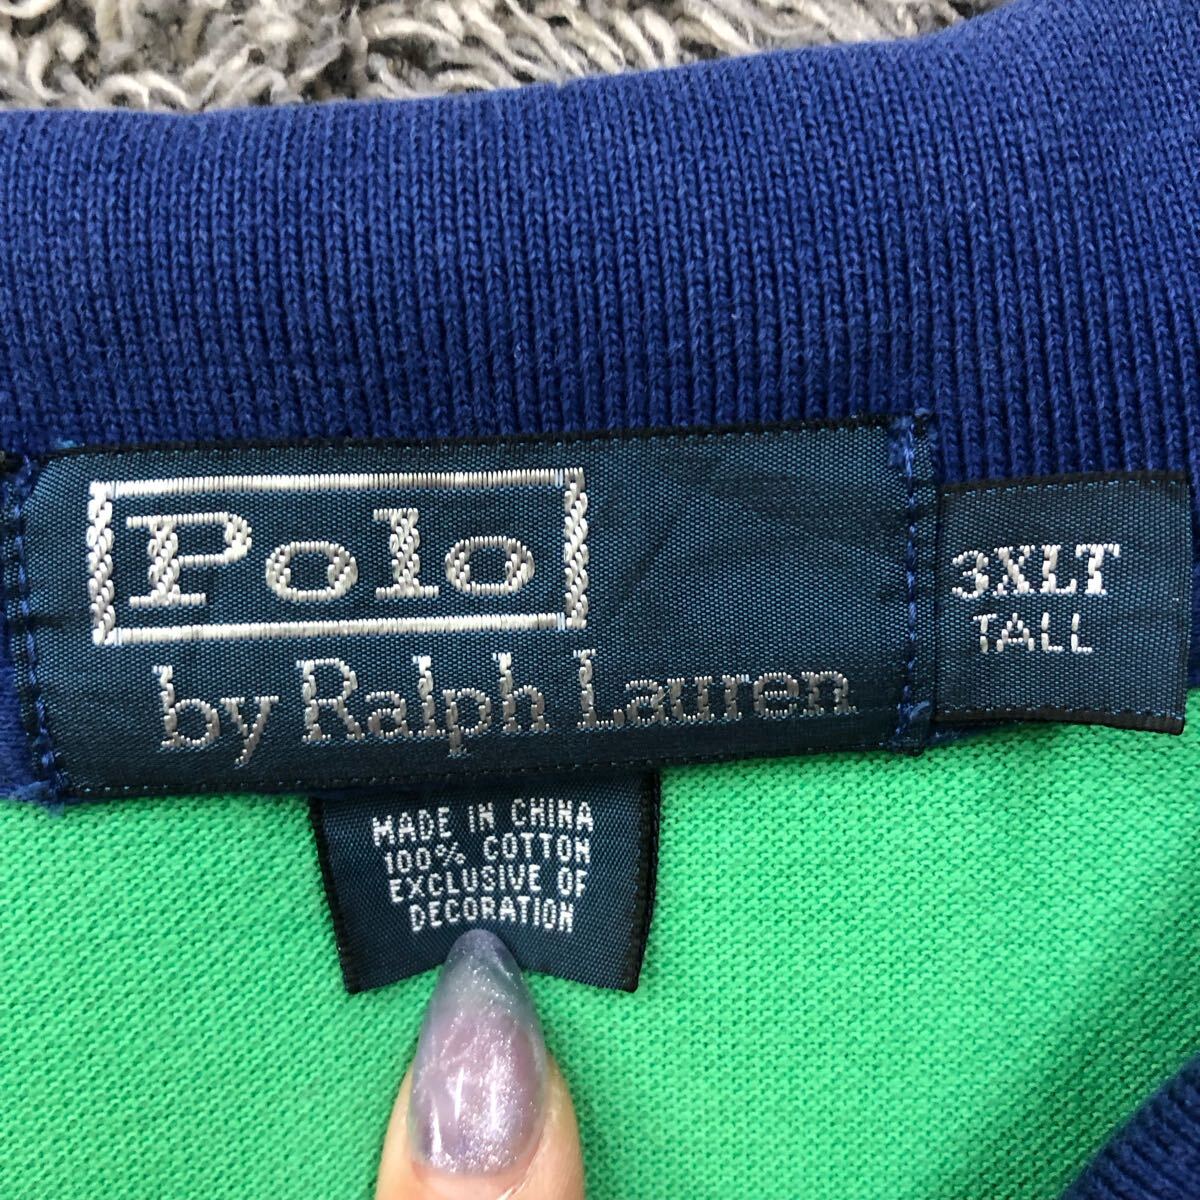 Polo
by Ralph Lauren
3XLT
TALL
MADE IN CHINA
100% COTTON
EXCLUSIVE OF
DECORATION